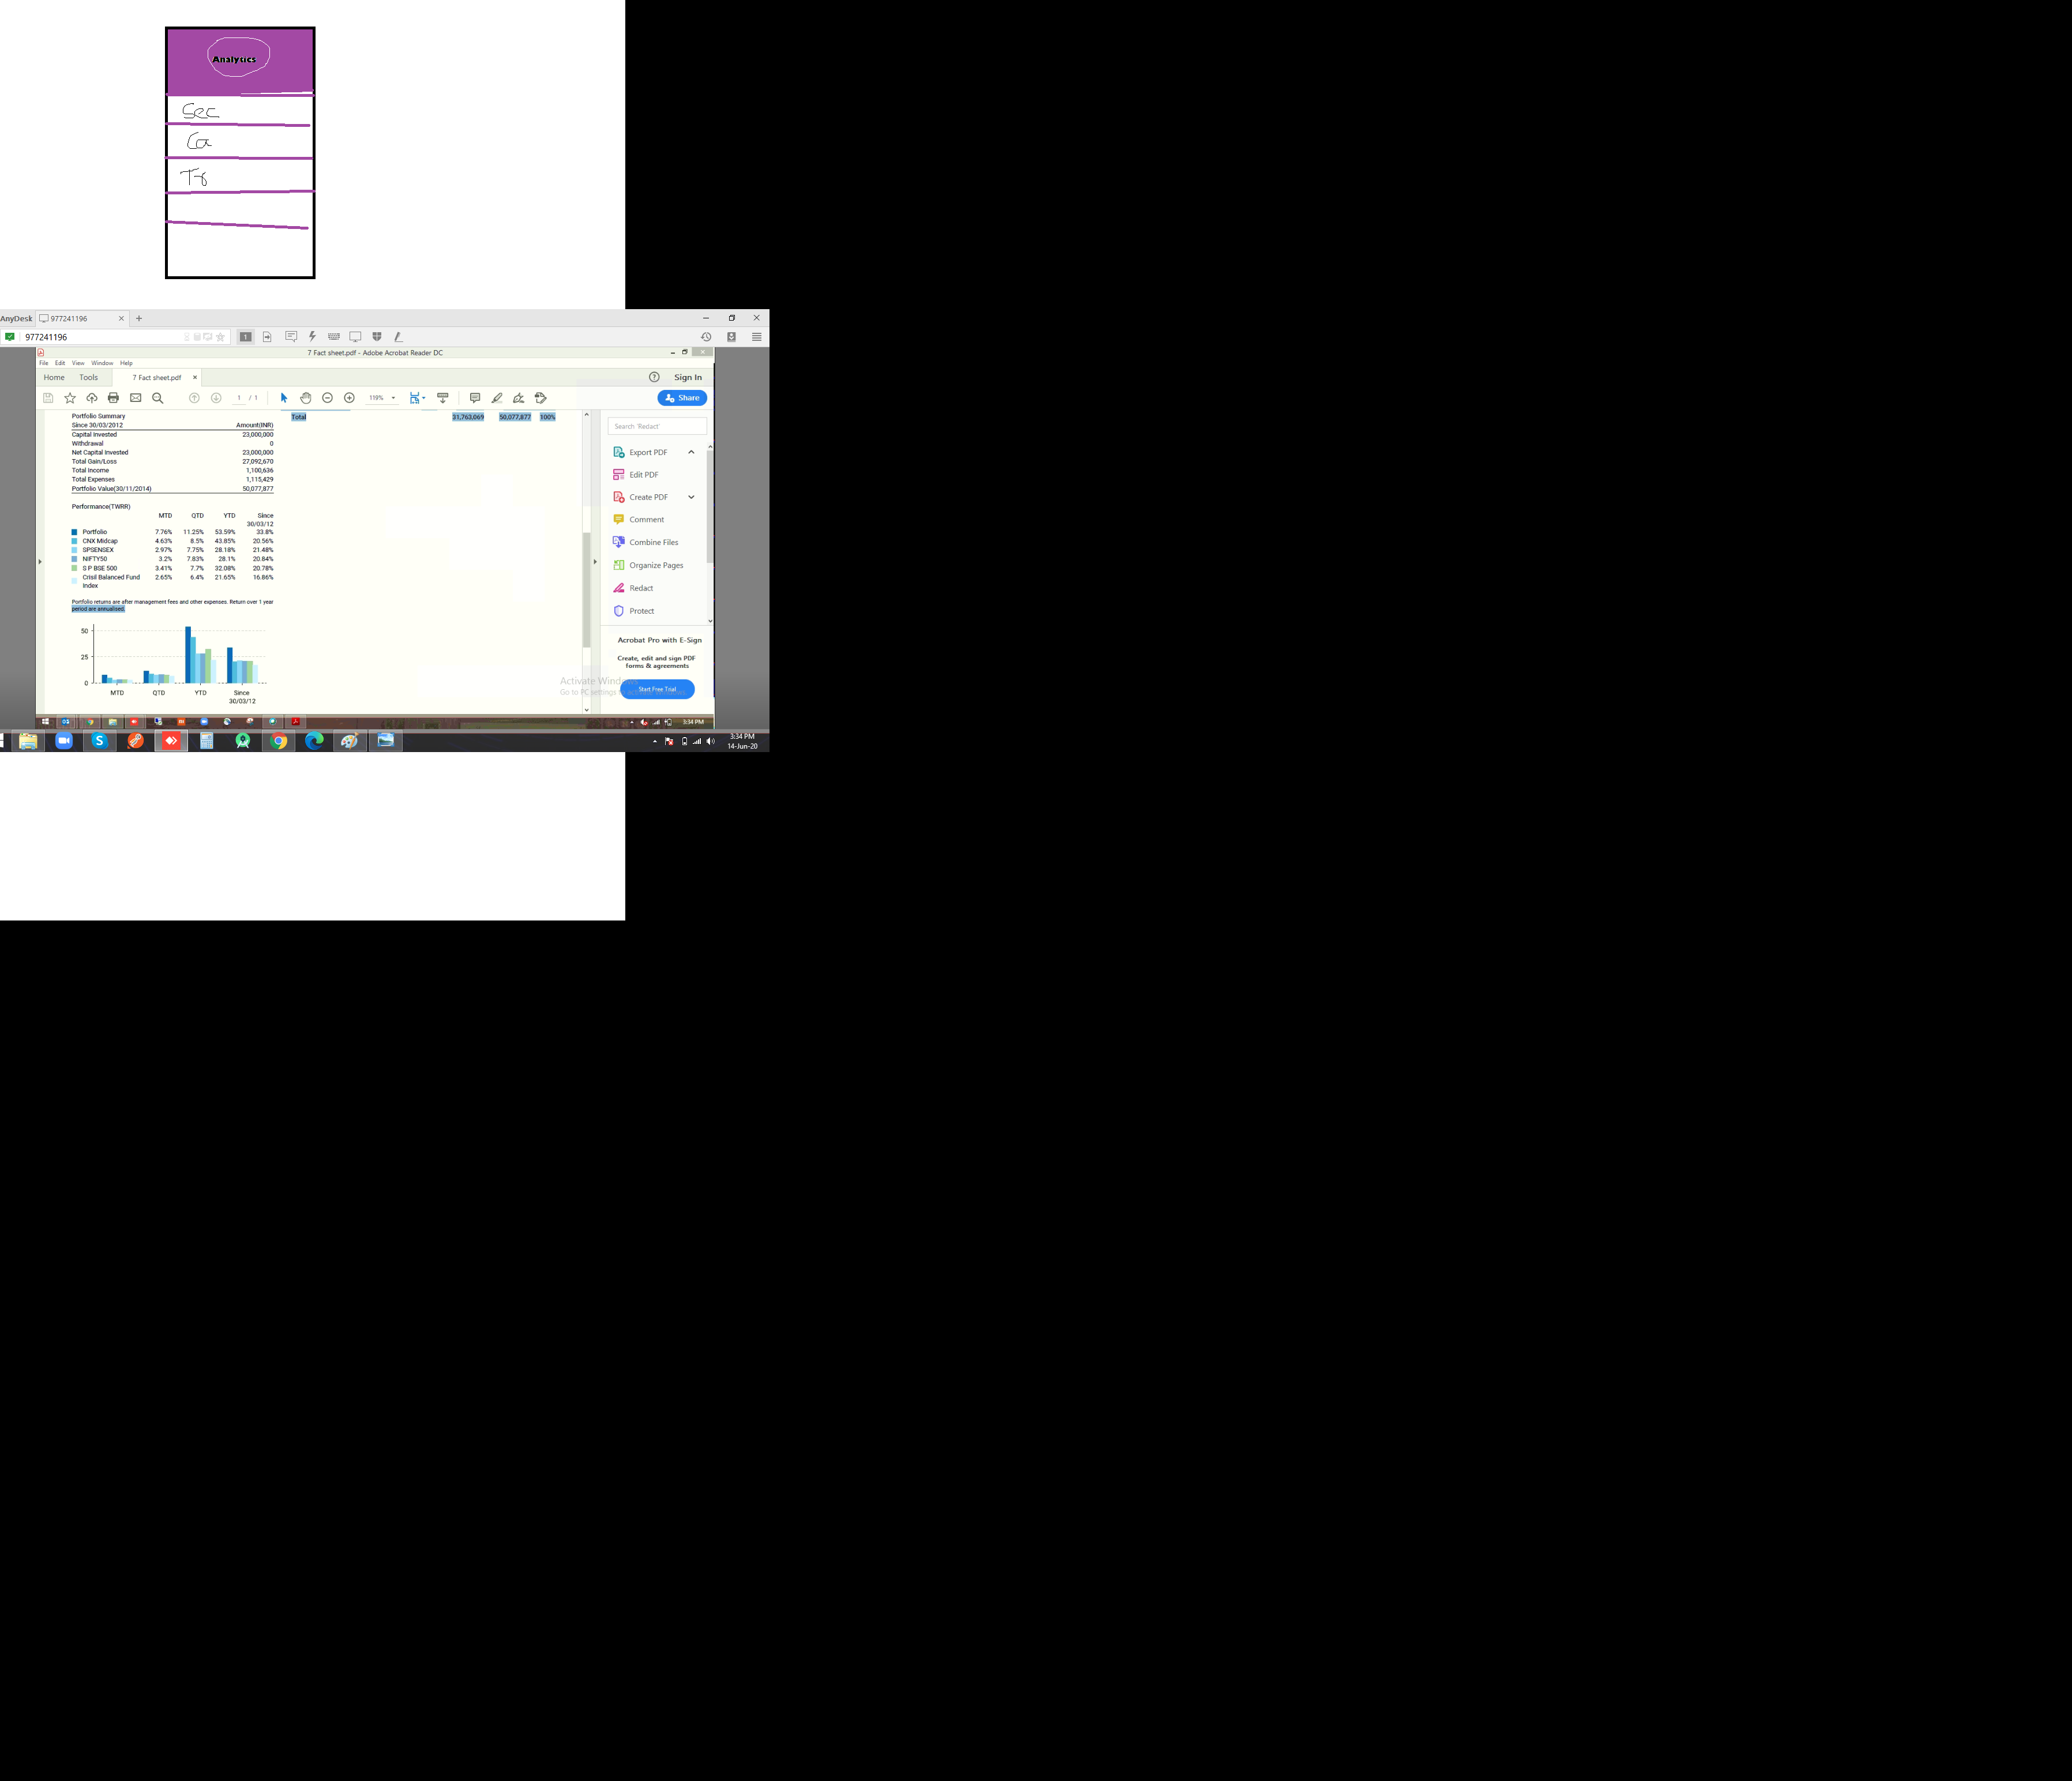 Analytics
Sec
Ca
Tr
AnyDesk 977241196
977241196 1
7 Fact sheet.pdf - Adobe Acrobat Reader DC
File Edit View Window Help
Home Tools 7 Fact sheet.pdf Sign In
1 / 1 119% Share
Portfolio Summary
Since 30/03/2012 Amount(INR)
Capital Invested 23,000,000
Withdrawal 0
Net Capital Invested 23,000,000
Total Gain/Loss 27,092,670
Total Income 1,100,636
Total Expenses 1,115,429
Portfolio Value(30/11/2014) 50,077,877
Total 31,763,069 50,077,877 100%
Performance(TWRR)
MTD QTD YTD Since
30/03/12
Portfolio 7.76% 11.25% 53.59% 33.8%
CNX Midcap 4.63% 8.5% 43.85% 20.56%
SPSENSEX 2.97% 7.75% 28.18% 21.48%
NIFTY50 3.2% 7.83% 28.1% 20.84%
S P BSE 500 3.41% 7.7% 32.08% 20.78%
Crisil Balanced Fund 2.65% 6.4% 21.65% 16.86%
Index
Portfolio returns are after management fees and other expenses. Return over 1 year
period are annualised.
50
25
0
MTD QTD YTD Since
30/03/12
Search 'Redact'
Export PDF
Edit PDF
Create PDF
Comment
Combine Files
Organize Pages
Redact
Protect
Acrobat Pro with E-Sign
Create, edit and sign PDF
forms & agreements
Start Free Trial
Activate Windows
Go to PC settings
3:34 PM
3:34 PM
14-Jun-20